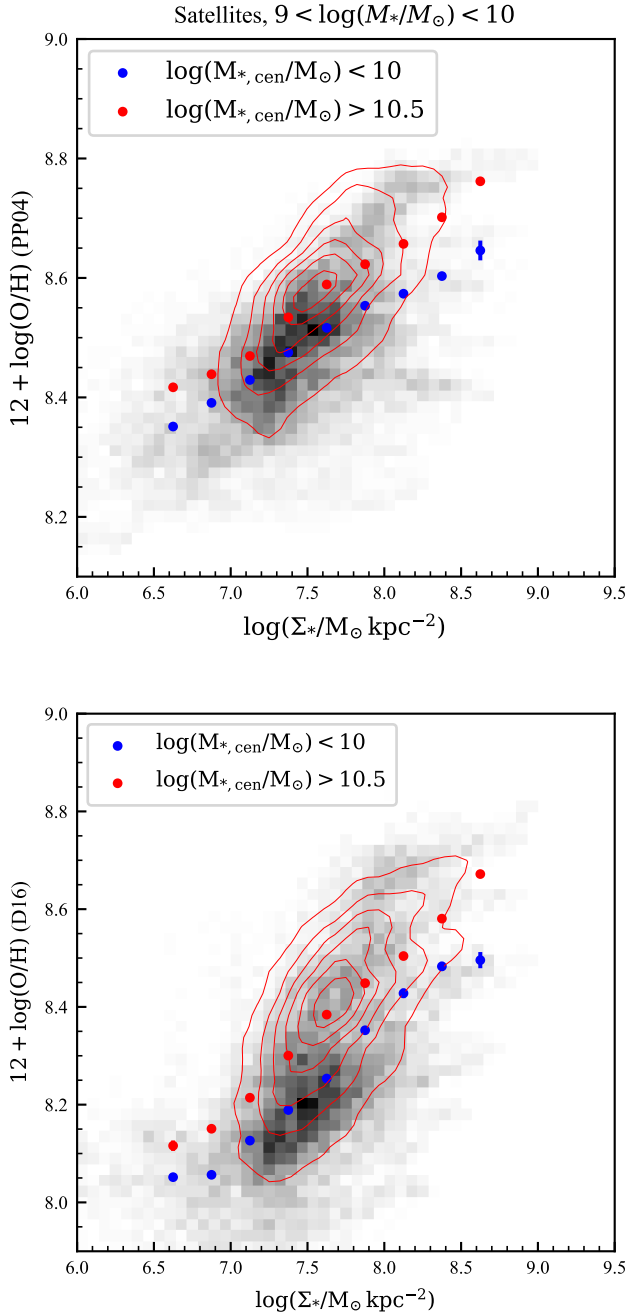 Satellites, 9 < log(M*/M⊙) < 10
9.0
log(M*,cen/M⊙) < 10
log(M*,cen/M⊙) > 10.5
8.8
8.6
8.4
8.2
12 + log(O/H) (PP04)
6.0 6.5 7.0 7.5 8.0 8.5 9.0 9.5
log(Σ*/M⊙ kpc⁻²)
9.0
log(M*,cen/M⊙) < 10
log(M*,cen/M⊙) > 10.5
8.8
8.6
8.4
8.2
8.0
12 + log(O/H) (D16)
6.0 6.5 7.0 7.5 8.0 8.5 9.0 9.5
log(Σ*/M⊙ kpc⁻²)